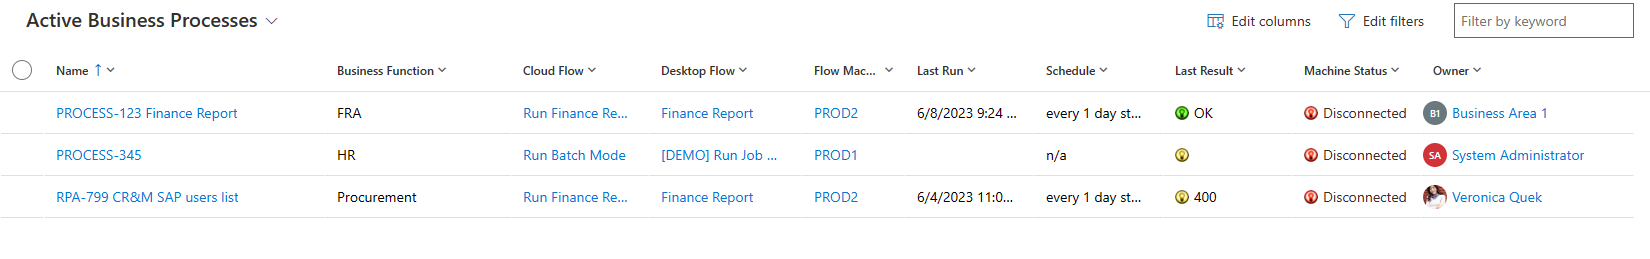 Active Business Processes Edit columns Edit filters Filter by keyword
Name Business Function Cloud Flow Desktop Flow Flow Mac... Last Run Schedule Last Result Machine Status Owner
PROCESS-123 Finance Report FRA Run Finance Re... Finance Report PROD2 6/8/2023 9:24 ... every 1 day st... OK Disconnected B1 Business Area 1
PROCESS-345 HR Run Batch Mode [DEMO] Run Job ... PROD1 n/a Disconnected SA System Administrator
RPA-799 CR&M SAP users list Procurement Run Finance Re... Finance Report PROD2 6/4/2023 11:0... every 1 day st... 400 Disconnected Veronica Quek